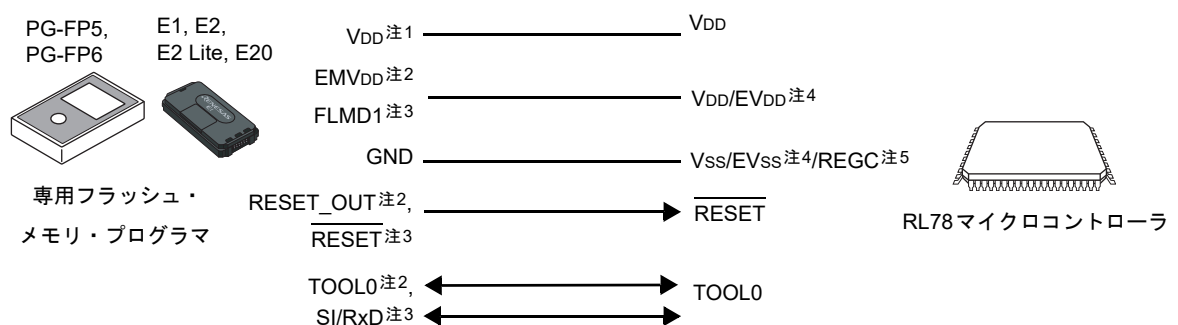 PG-FP5,
PG-FP6
E1, E2,
E2 Lite, E20
専用フラッシュ・
メモリ・プログラマ
VDD注1
VDD
EMVDD注2
FLMD1注3
VDD/EVDD注4
GND
VSS/EVSS注4/REGC注5
RESET_OUT注2,
RESET注3
RESET
TOOL0注2,
SI/RxD注3
TOOL0
RL78マイクロコントローラ